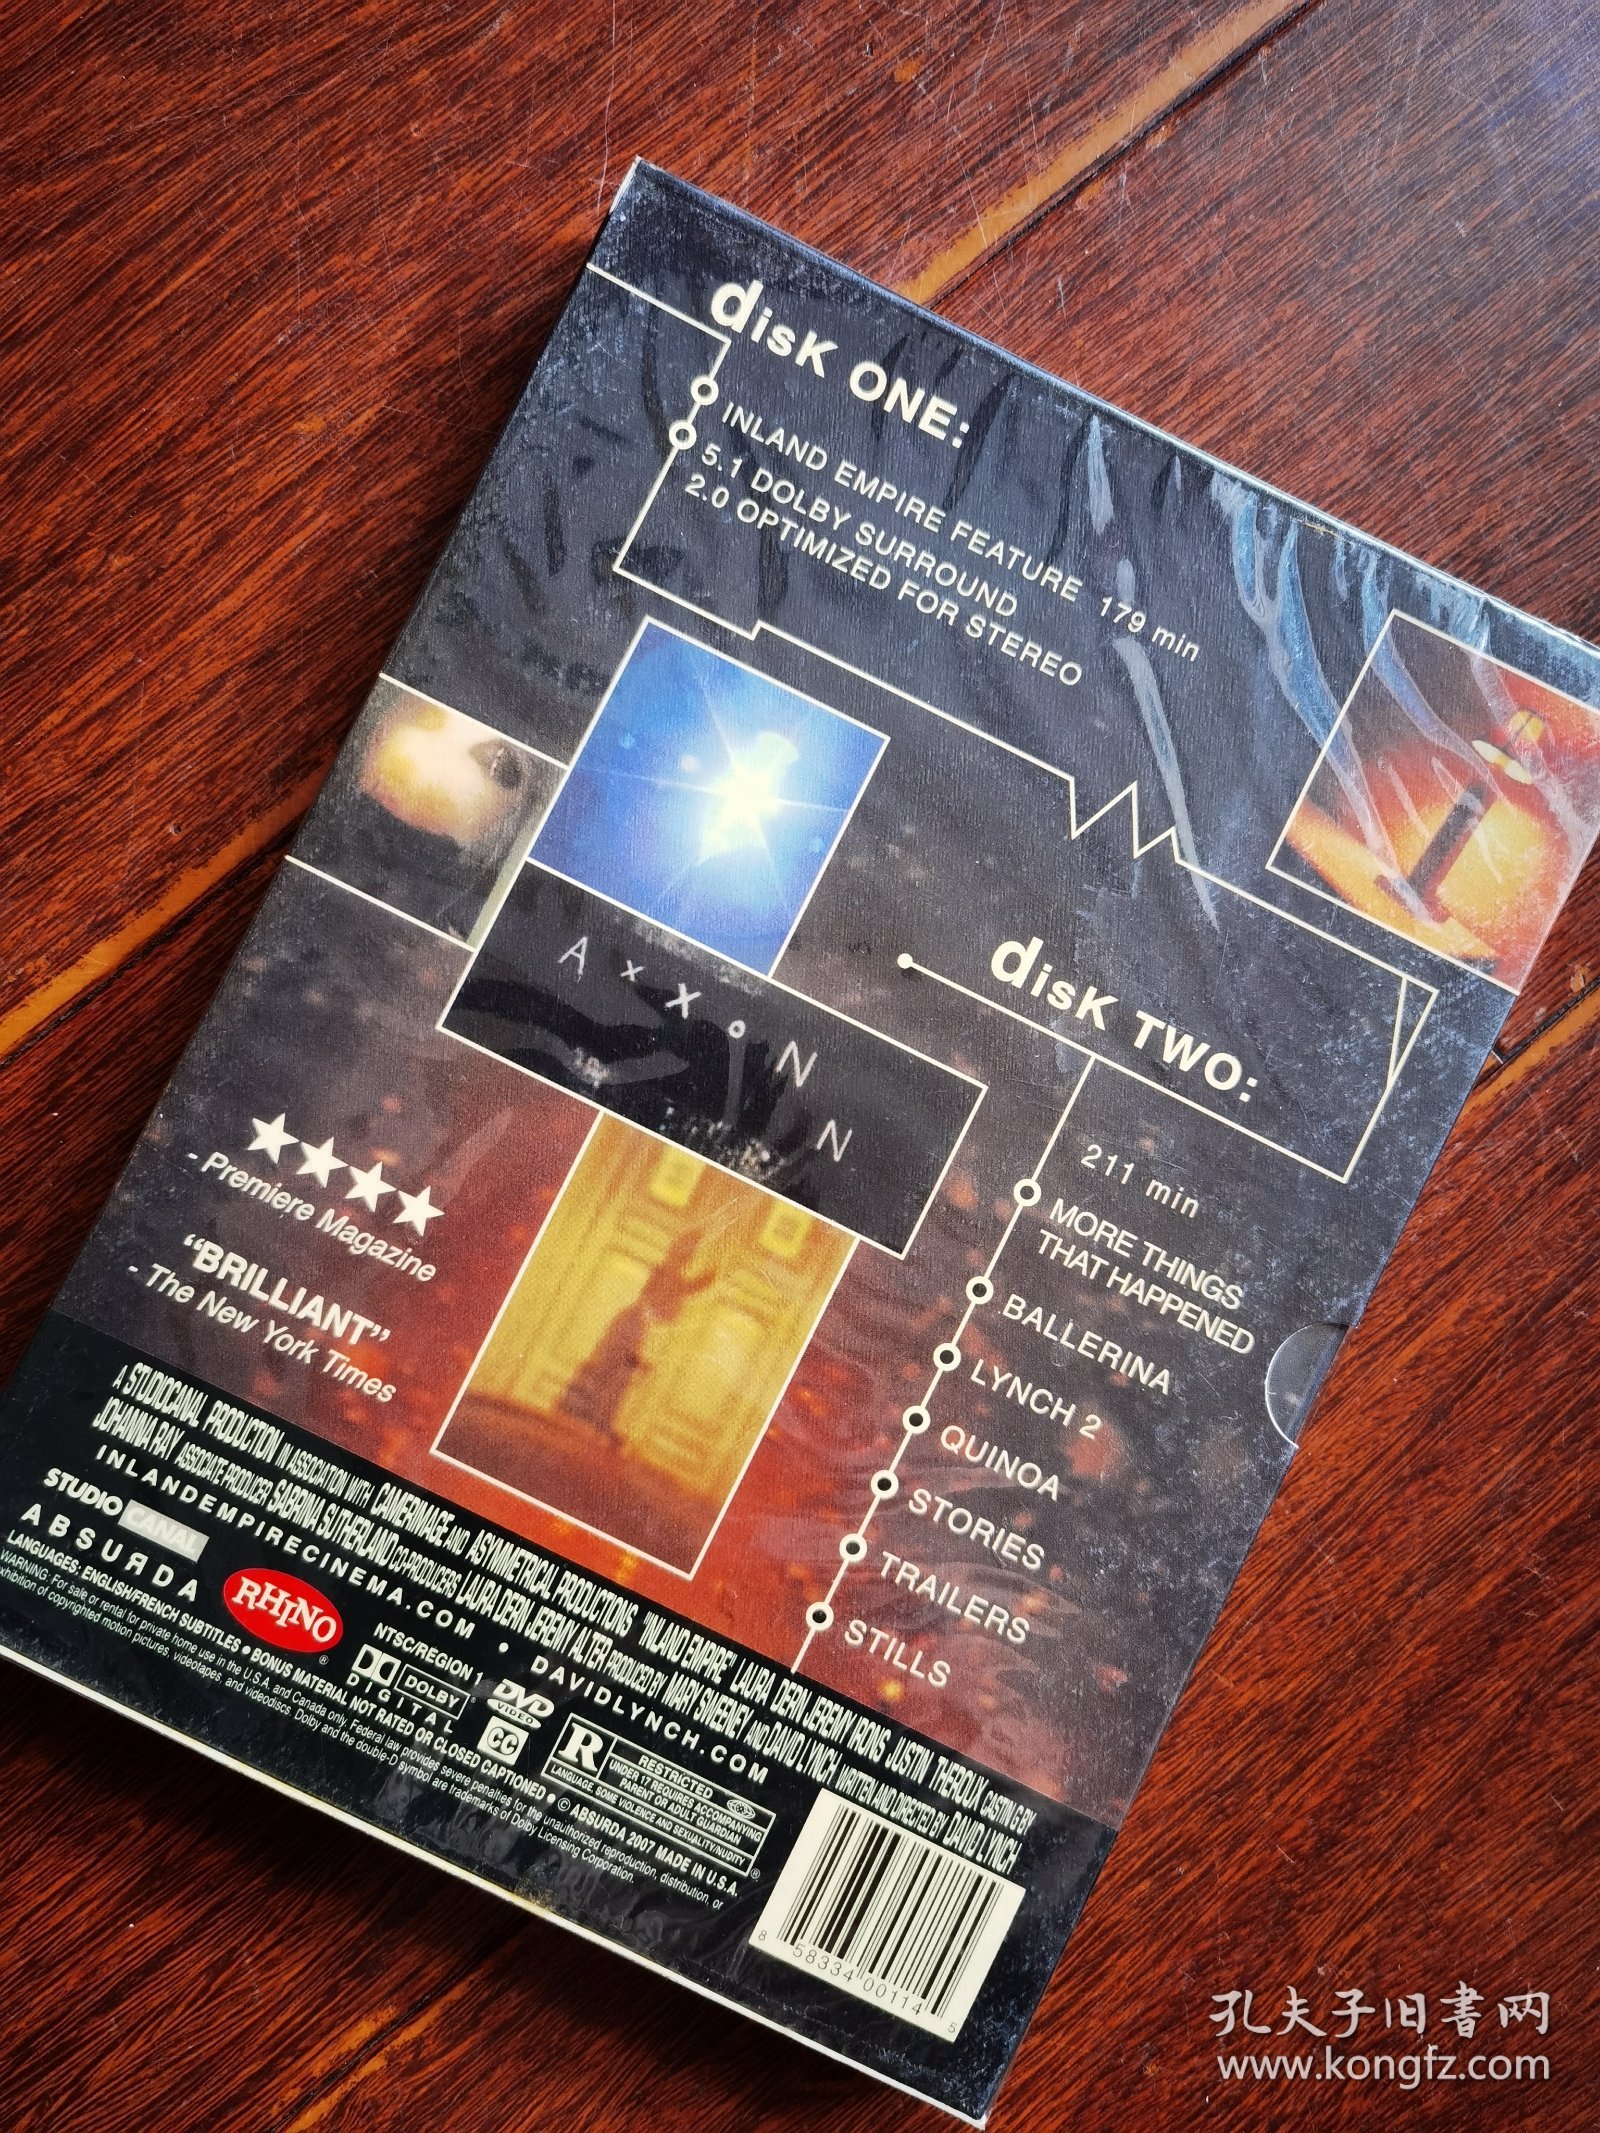 disK ONE:
INLAND EMPIRE FEATURE 179 min
5.1 DOLBY SURROUND
2.0 OPTIMIZED FOR STEREO
A x X o N
N
disK TWO:
211 min
MORE THINGS
THAT HAPPENED
BALLERINA
LYNCH 2
QUINOA
STORIES
TRAILERS
STILLS
★★★★
- Premiere Magazine
“BRILLIANT”
- The New York Times
A STUDIOCANAL PRODUCTION IN ASSOCIATION WITH CAMERIMAGE AND ASYMMETRICAL PRODUCTIONS "INLAND EMPIRE" LAURA DERN JEREMY IRONS JUSTIN THEROUX CASTING BY
JOHANNA RAY ASSOCIATE PRODUCER SABRINA SUTHERLAND CO-PRODUCERS LAURA DERN JEREMY ALTER PRODUCED BY MARY SWEENEY AND DAVID LYNCH WRITTEN AND DIRECTED BY DAVID LYNCH
INLANDEMPIRECINEMA.COM • DAVIDLYNCH.COM
STUDIO CANAL
ABSURDA
RHINO®
NTSC/REGION 1
DOLBY
DIGITAL
DVD
VIDEO
CC
R
RESTRICTED
UNDER 17 REQUIRES ACCOMPANYING
PARENT OR ADULT GUARDIAN
LANGUAGE, SOME VIOLENCE AND SEXUALITY/NUDITY
LANGUAGES: ENGLISH/FRENCH SUBTITLES • BONUS MATERIAL NOT RATED OR CLOSED CAPTIONED • © ABSURDA 2007 MADE IN U.S.A.
WARNING: For sale or rental for private home use in the U.S.A. and Canada only. Federal law provides severe penalties for the unauthorized reproduction, distribution, or
exhibition of copyrighted motion pictures, videotapes, and videodiscs. Dolby and the double-D symbol are trademarks of Dolby Licensing Corporation.
8 58334 00114 5
孔夫子旧书网
www.kongfz.com